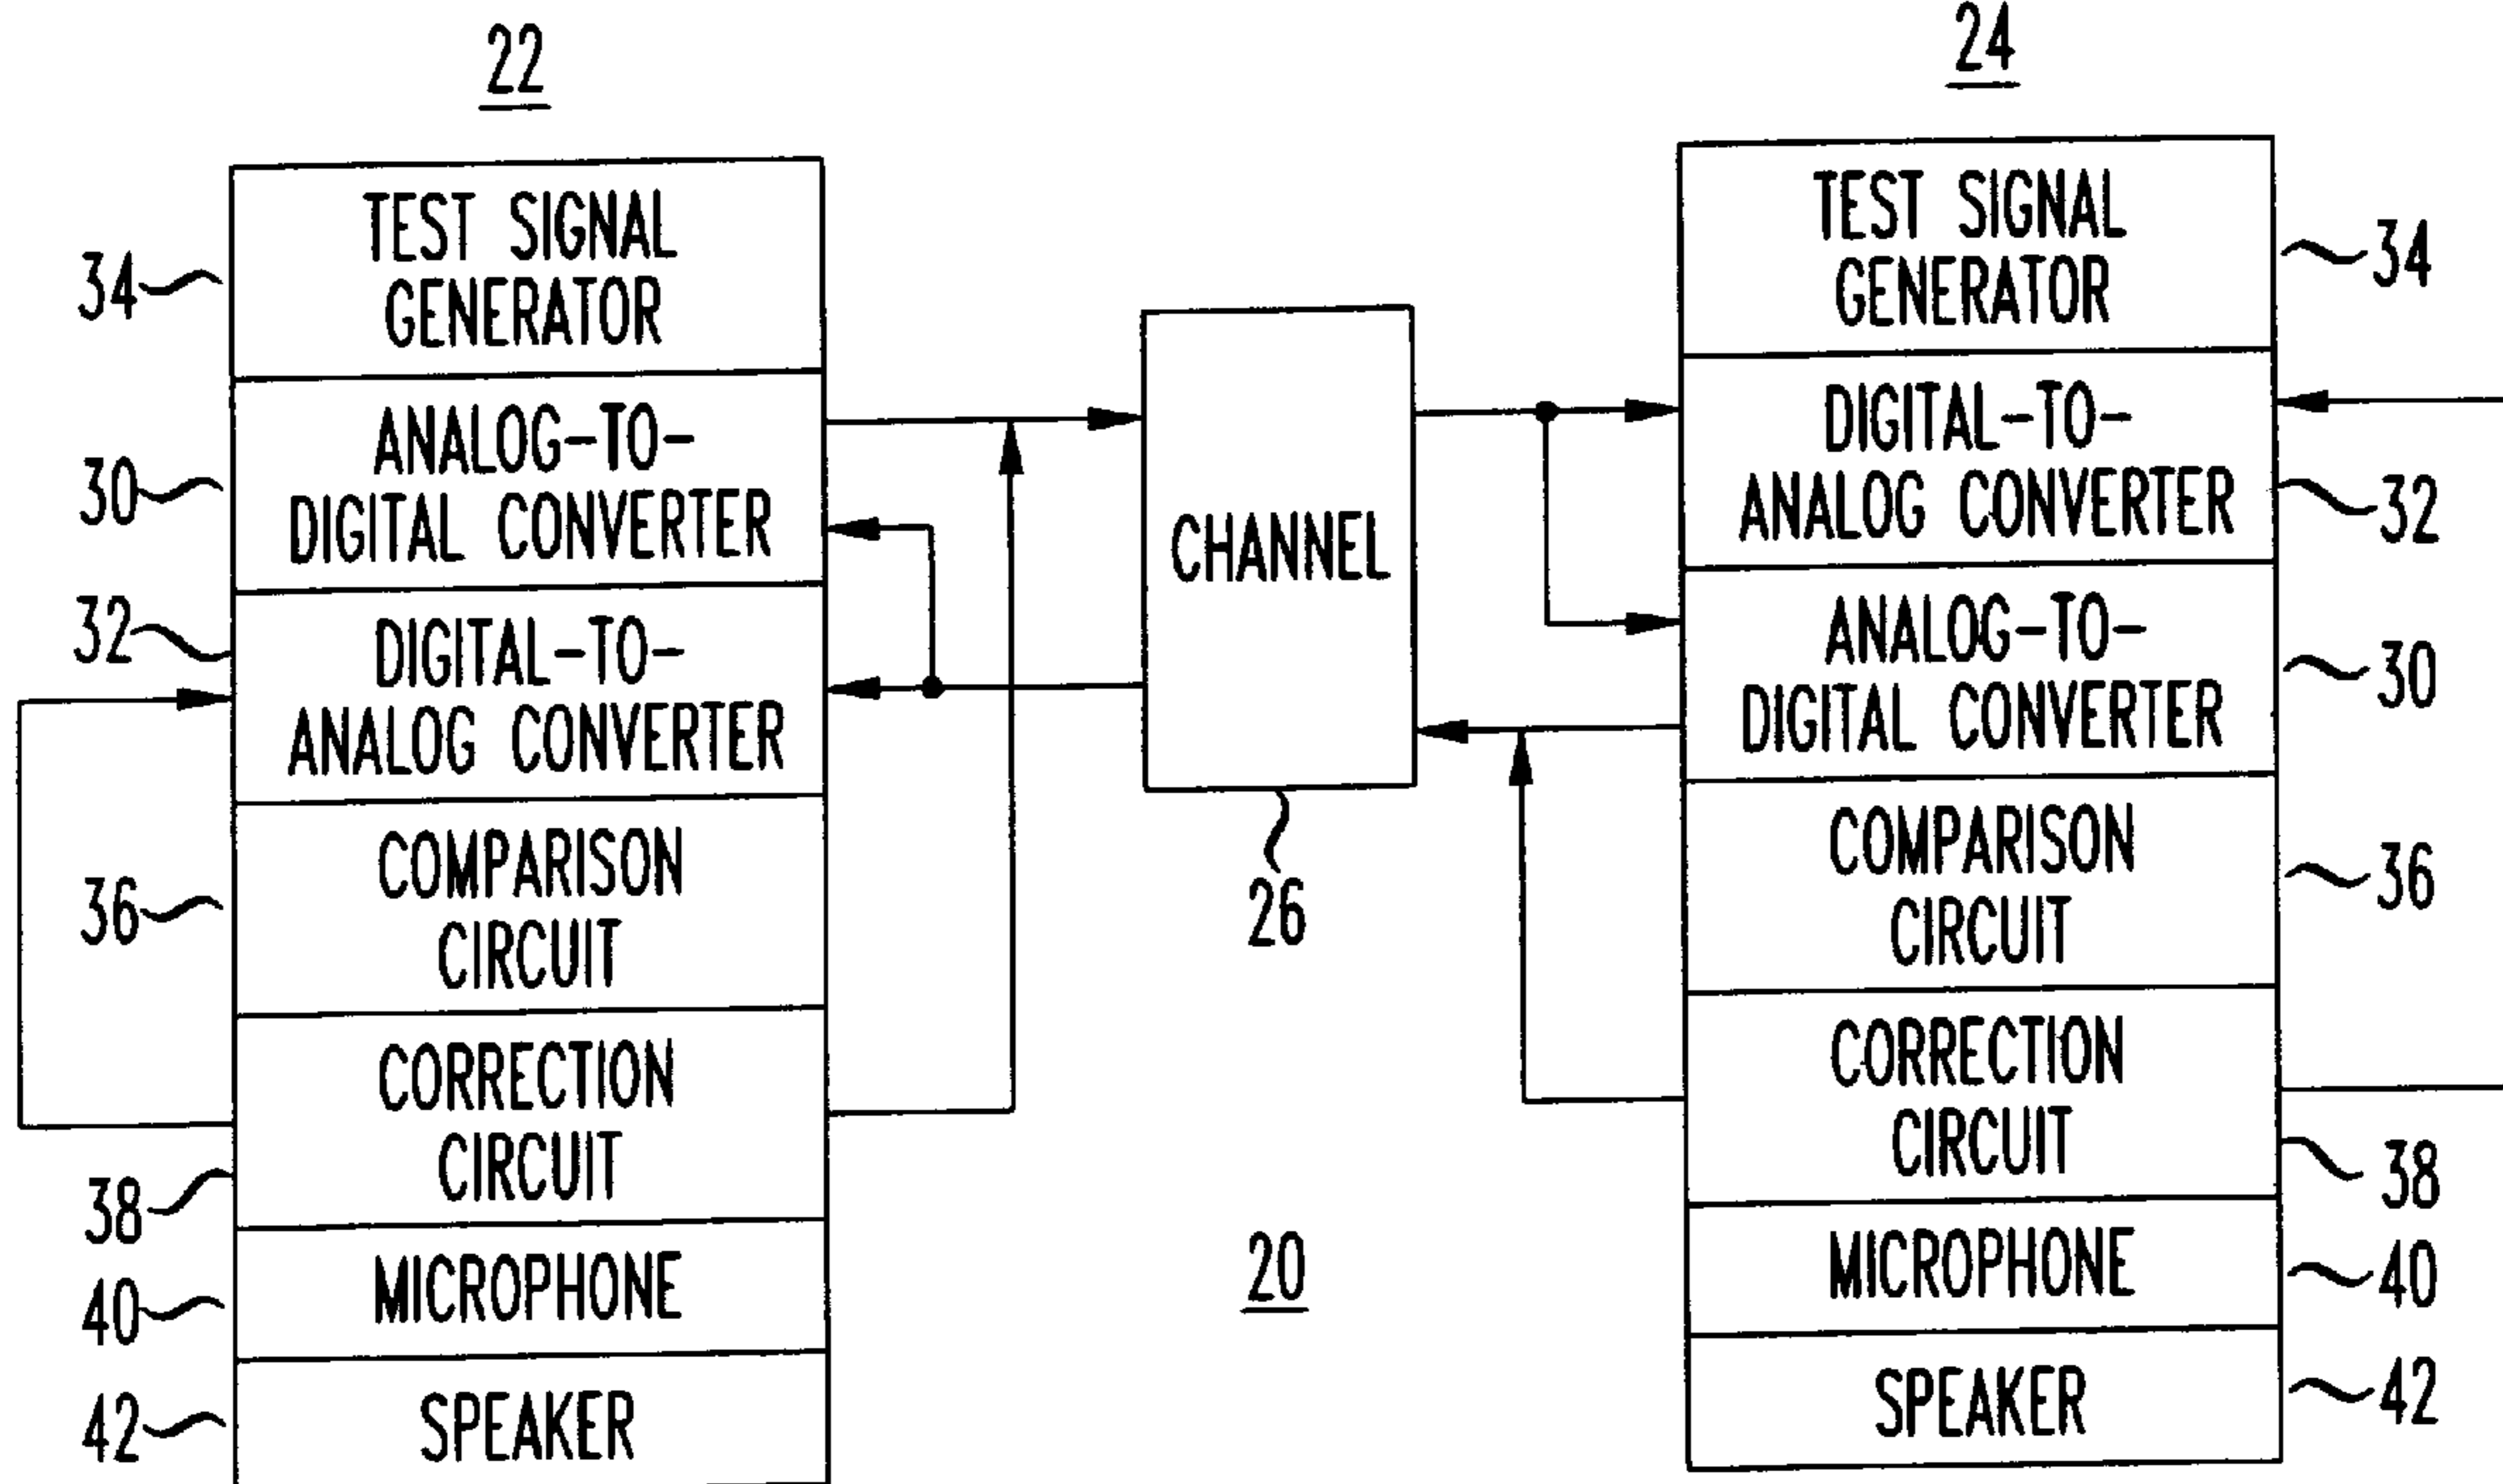 22
TEST SIGNAL
GENERATOR
34
ANALOG-TO-
DIGITAL CONVERTER
30
DIGITAL-TO-
ANALOG CONVERTER
32
COMPARISON
CIRCUIT
36
CORRECTION
CIRCUIT
38
MICROPHONE
40
SPEAKER
42
CHANNEL
26
20
24
TEST SIGNAL
GENERATOR
34
DIGITAL-TO-
ANALOG CONVERTER
32
ANALOG-TO-
DIGITAL CONVERTER
30
COMPARISON
CIRCUIT
36
CORRECTION
CIRCUIT
38
MICROPHONE
40
SPEAKER
42